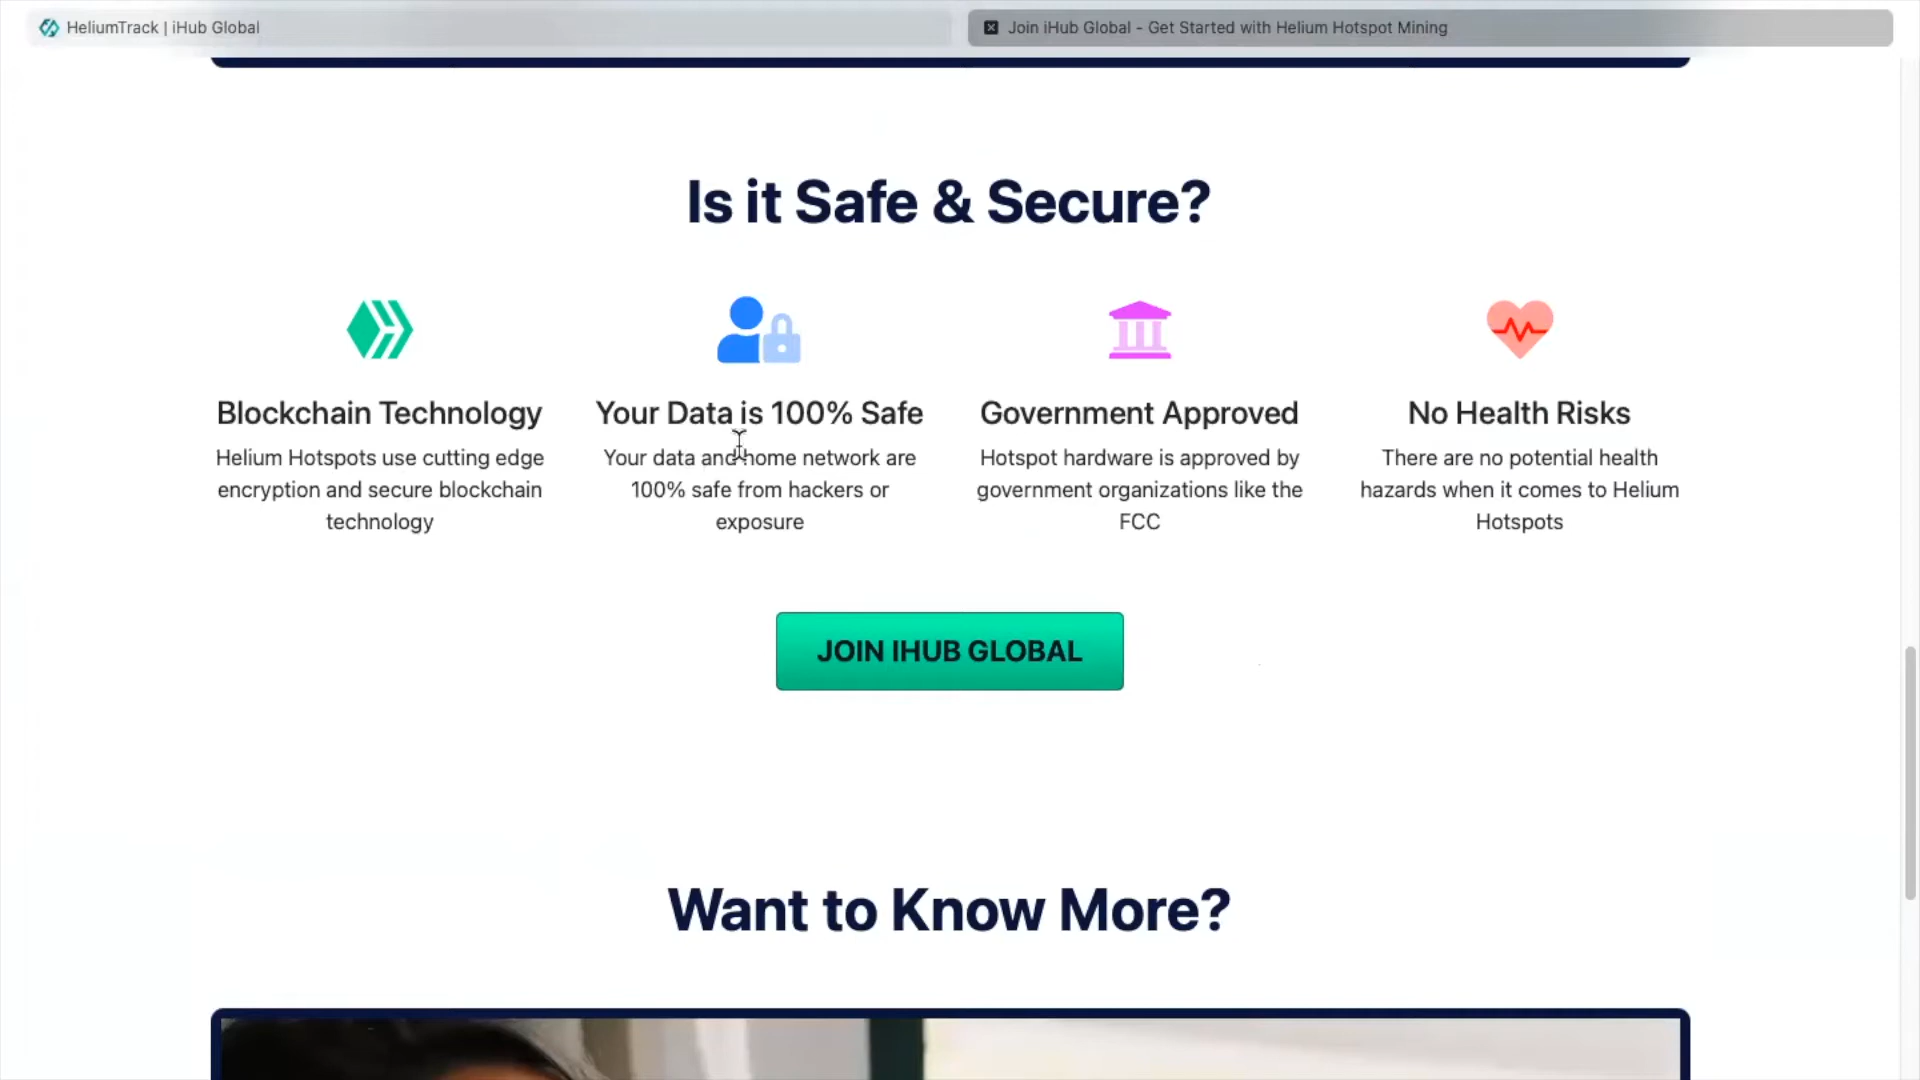 HeliumTrack | iHub Global
Join iHub Global - Get Started with Helium Hotspot Mining
Is it Safe & Secure?
Blockchain Technology
Helium Hotspots use cutting edge
encryption and secure blockchain
technology
Your Data is 100% Safe
Your data and home network are
100% safe from hackers or
exposure
Government Approved
Hotspot hardware is approved by
government organizations like the
FCC
No Health Risks
There are no potential health
hazards when it comes to Helium
Hotspots
JOIN IHUB GLOBAL
Want to Know More?